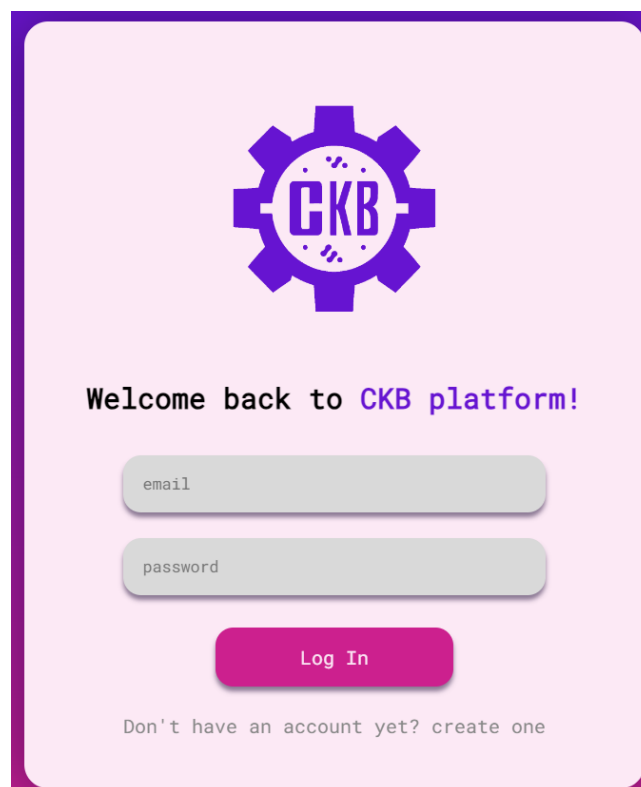 CKB
Welcome back to CKB platform!
email
password
Log In
Don't have an account yet? create one